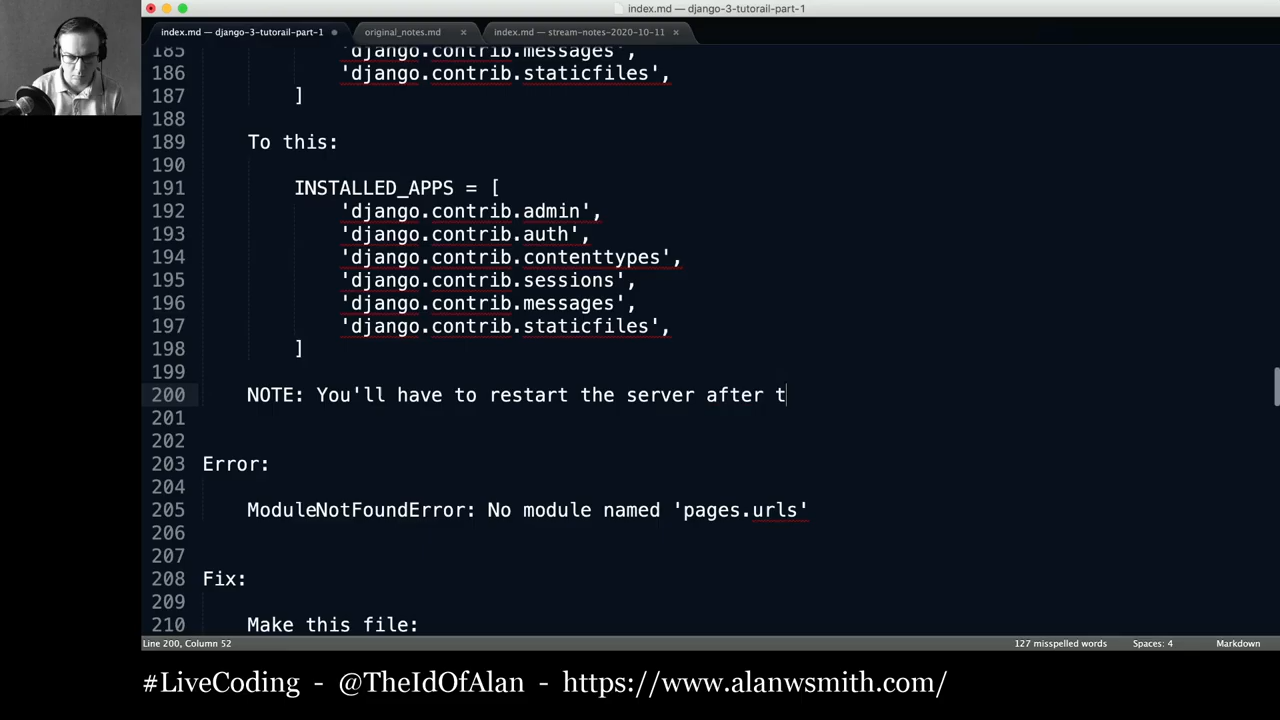 index.md — django-3-tutorail-part-1
index.md — django-3-tutorail-part-1
original_notes.md
index.md — stream-notes-2020-10-11
185 'django.contrib.messages',
186 'django.contrib.staticfiles',
187 ]
188
189 To this:
190
191 INSTALLED_APPS = [
192 'django.contrib.admin',
193 'django.contrib.auth',
194 'django.contrib.contenttypes',
195 'django.contrib.sessions',
196 'django.contrib.messages',
197 'django.contrib.staticfiles',
198 ]
199
200 NOTE: You'll have to restart the server after t
201
202
203 Error:
204
205 ModuleNotFoundError: No module named 'pages.urls'
206
207
208 Fix:
209
210 Make this file:
Line 200, Column 52
127 misspelled words
Spaces: 4
Markdown
#LiveCoding - @TheIdOfAlan - https://www.alanwsmith.com/